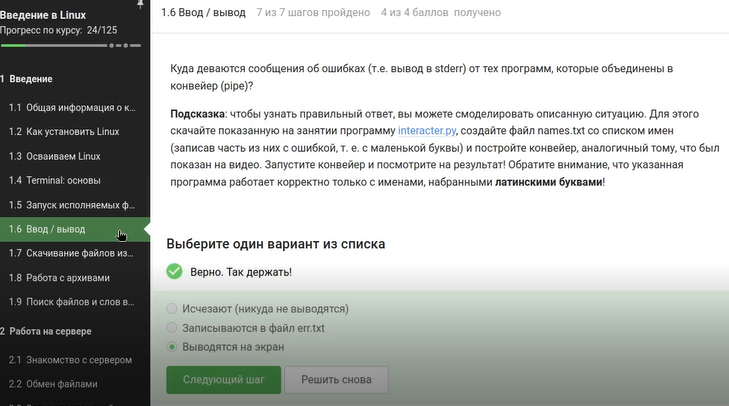 Введение в Linux
Прогресс по курсу: 24/125
1 Введение
1.1 Общая информация о к...
1.2 Как установить Linux
1.3 Осваиваем Linux
1.4 Terminal: основы
1.5 Запуск исполняемых ф...
1.6 Ввод / вывод
1.7 Скачивание файлов из...
1.8 Работа с архивами
1.9 Поиск файлов и слов в...
2 Работа на сервере
2.1 Знакомство с сервером
2.2 Обмен файлами
1.6 Ввод / вывод 7 из 7 шагов пройдено 4 из 4 баллов получено
Куда деваются сообщения об ошибках (т.е. вывод в stderr) от тех программ, которые объединены в
конвейер (pipe)?
Подсказка: чтобы узнать правильный ответ, вы можете смоделировать описанную ситуацию. Для этого
скачайте показанную на занятии программу interacter.py, создайте файл names.txt со списком имен
(записав часть из них с ошибкой, т. е. с маленькой буквы) и постройте конвейер, аналогичный тому, что был
показан на видео. Запустите конвейер и посмотрите на результат! Обратите внимание, что указанная
программа работает корректно только с именами, набранными латинскими буквами!
Выберите один вариант из списка
Верно. Так держать!
Исчезают (никуда не выводятся)
Записываются в файл err.txt
Выводятся на экран
Следующий шаг Решить снова